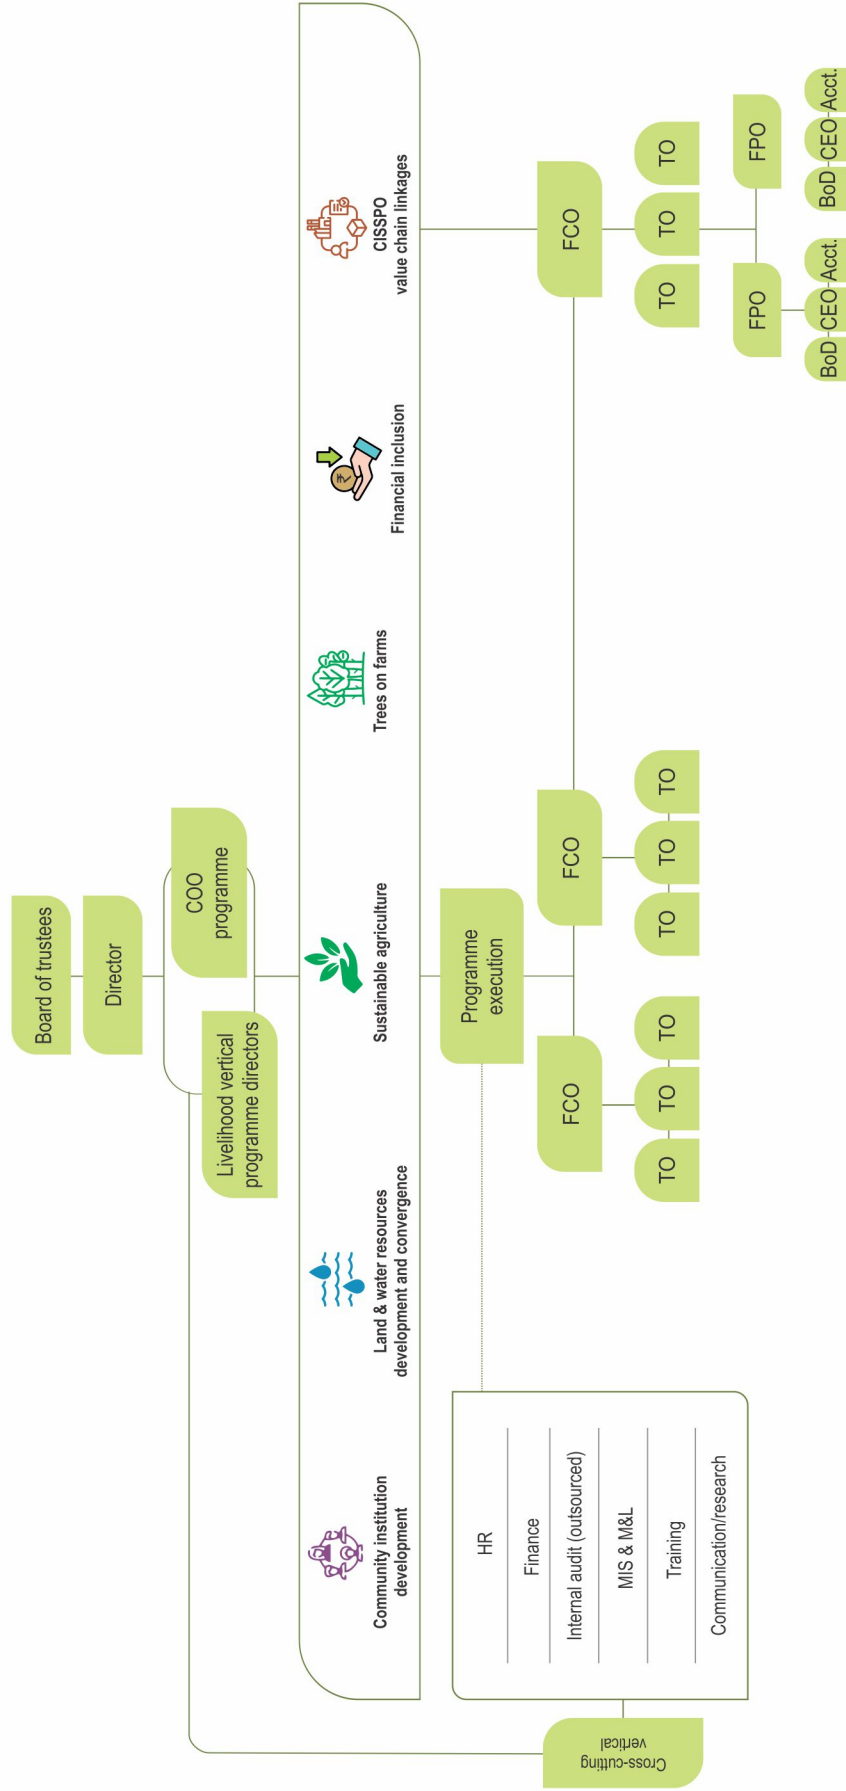 Board of trustees
Director
Livelihood vertical
programme directors
COO
programme
Community institution
development
Land & water resources
development and convergence
Sustainable agriculture
Trees on farms
Financial inclusion
CISSPO
value chain linkages
Cross-cutting
vertical
HR
Finance
Internal audit (outsourced)
MIS & M&L
Training
Communication/research
Programme
execution
FCO
FCO
FCO
TO
TO
TO
TO
TO
TO
TO
TO
TO
FPO
FPO
BoD
CEO
Acct.
BoD
CEO
Acct.